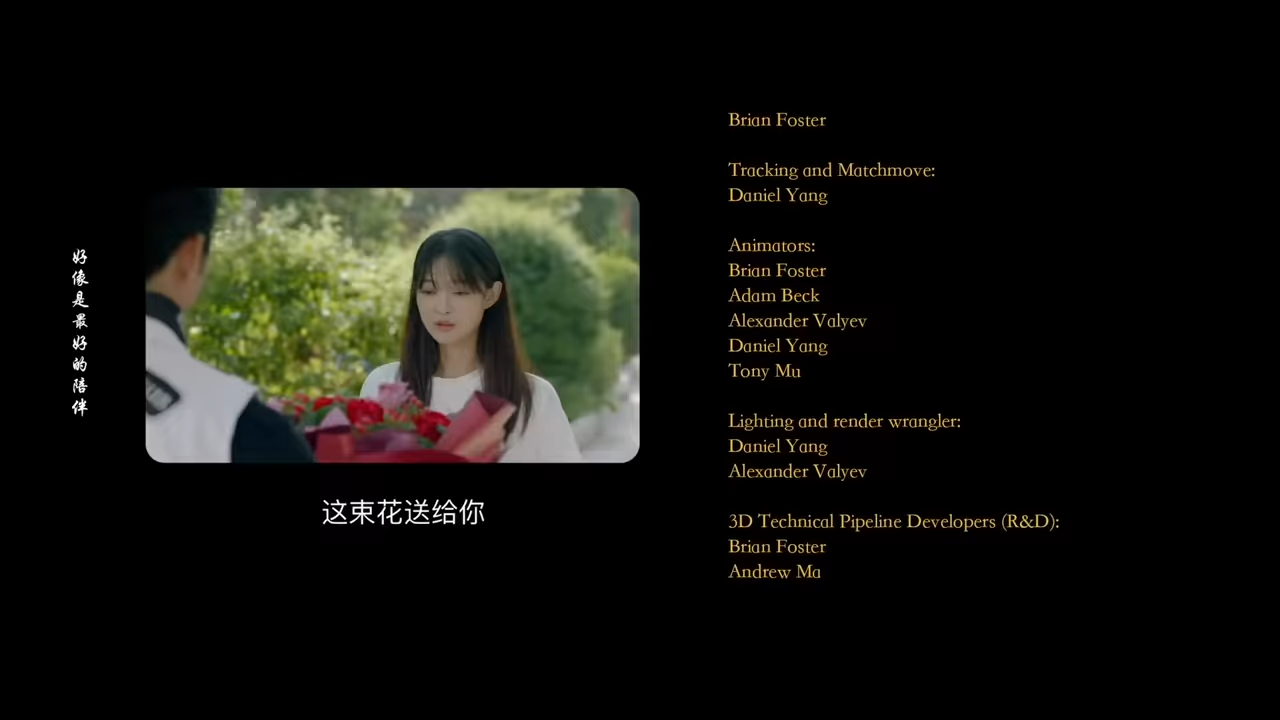 好像是最好的陪伴
这束花送给你
Brian Foster
Tracking and Matchmove:
Daniel Yang
Animators:
Brian Foster
Adam Beck
Alexander Valyev
Daniel Yang
Tony Mu
Lighting and render wrangler:
Daniel Yang
Alexander Valyev
3D Technical Pipeline Developers (R&D):
Brian Foster
Andrew Ma